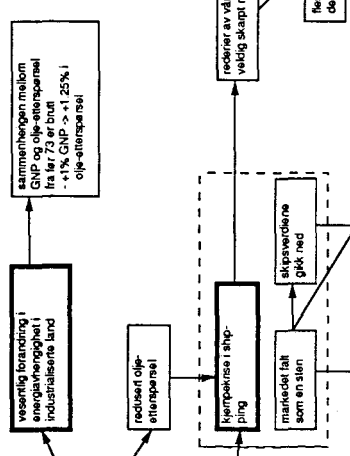 sammenhengen mellom
GNP og olje-etterspørsel
fra før 73 er brutt
- +1% GNP -> +1.25% i
olje-etterspørsel
vesentlig forandring i
energiavhengighet i
industrialiserte land
redusert olje-
etterspørsel
rederier av
veldig skarpt
kjempekrise i ship-
ping
skipsverdiene
gikk ned
markedet falt
som en sten